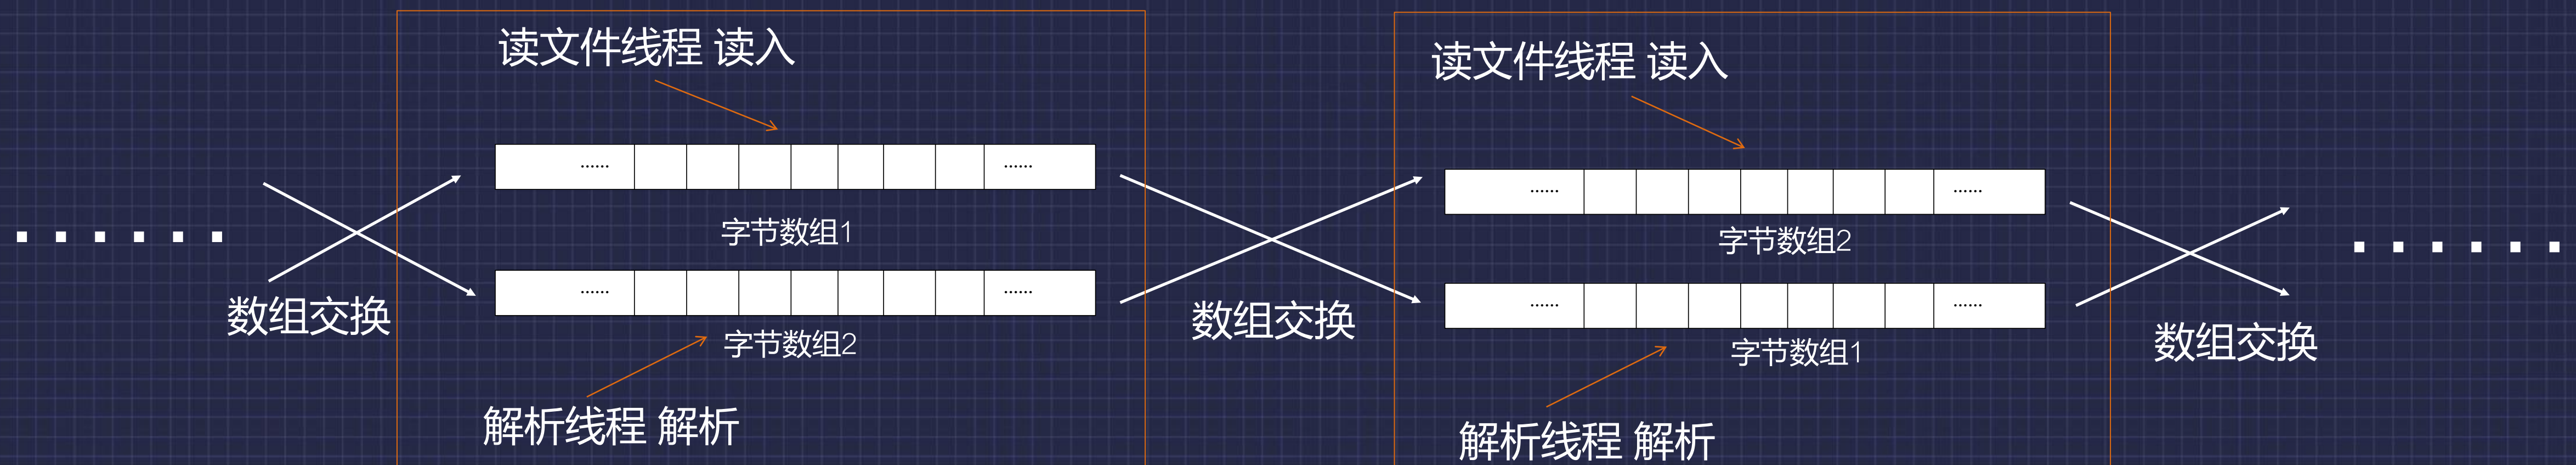 读文件线程 读入
......
......
字节数组1
......
......
字节数组2
解析线程 解析
......
数组交换
数组交换
读文件线程 读入
......
......
字节数组2
......
......
字节数组1
解析线程 解析
数组交换
......